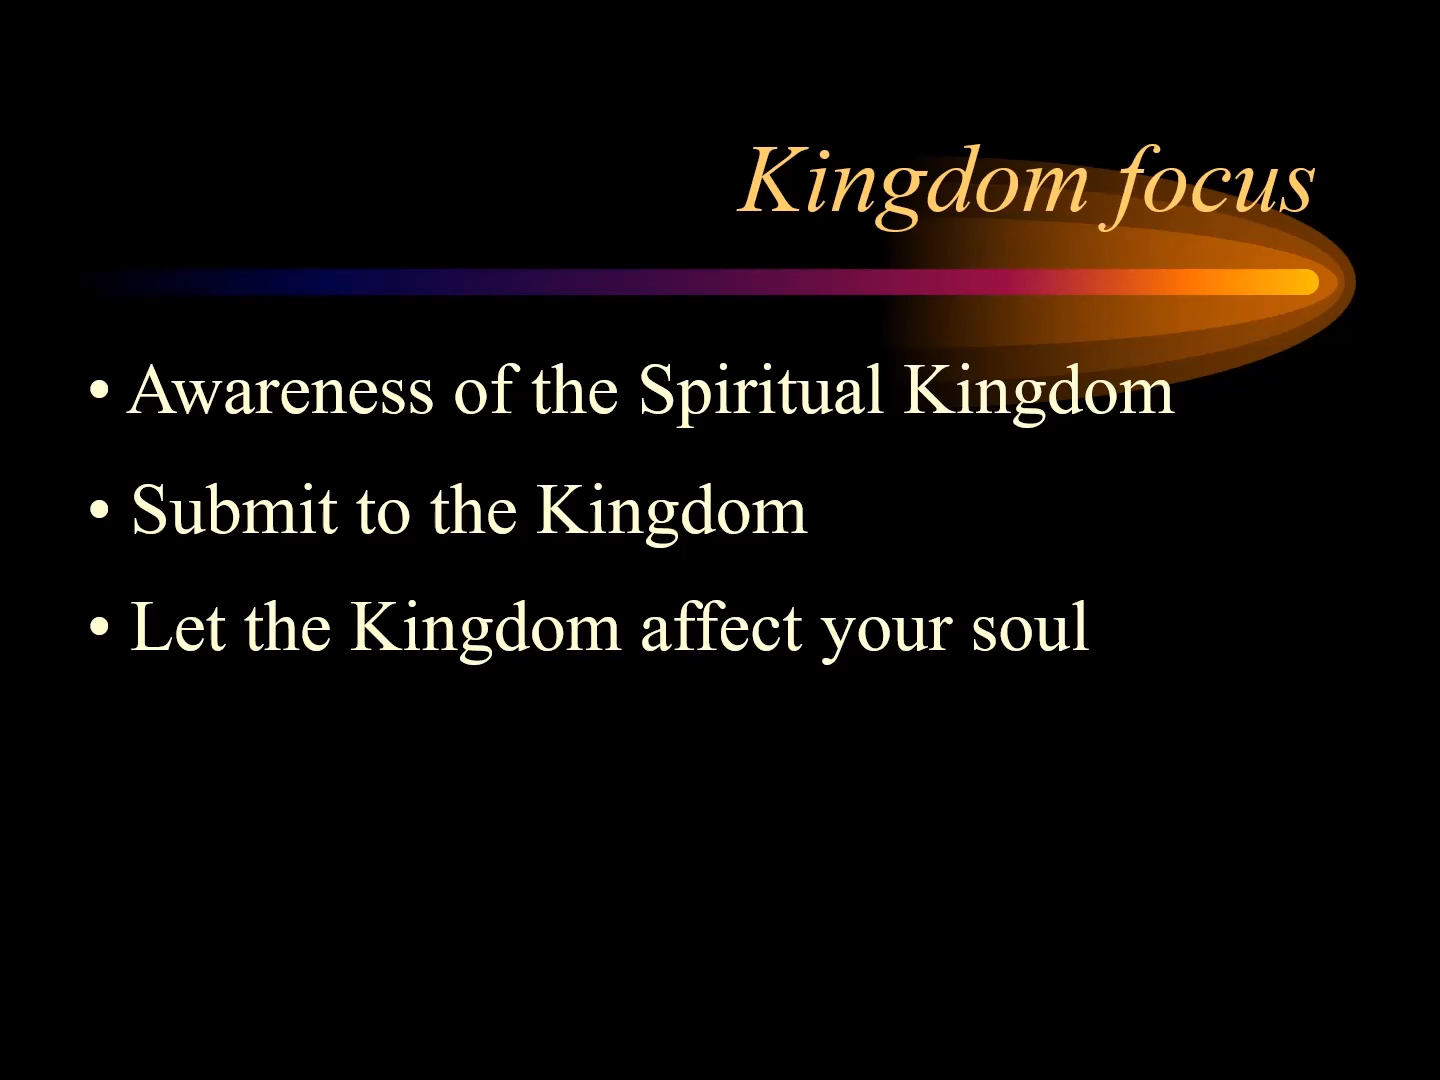 Kingdom focus
• Awareness of the Spiritual Kingdom
• Submit to the Kingdom
• Let the Kingdom affect your soul